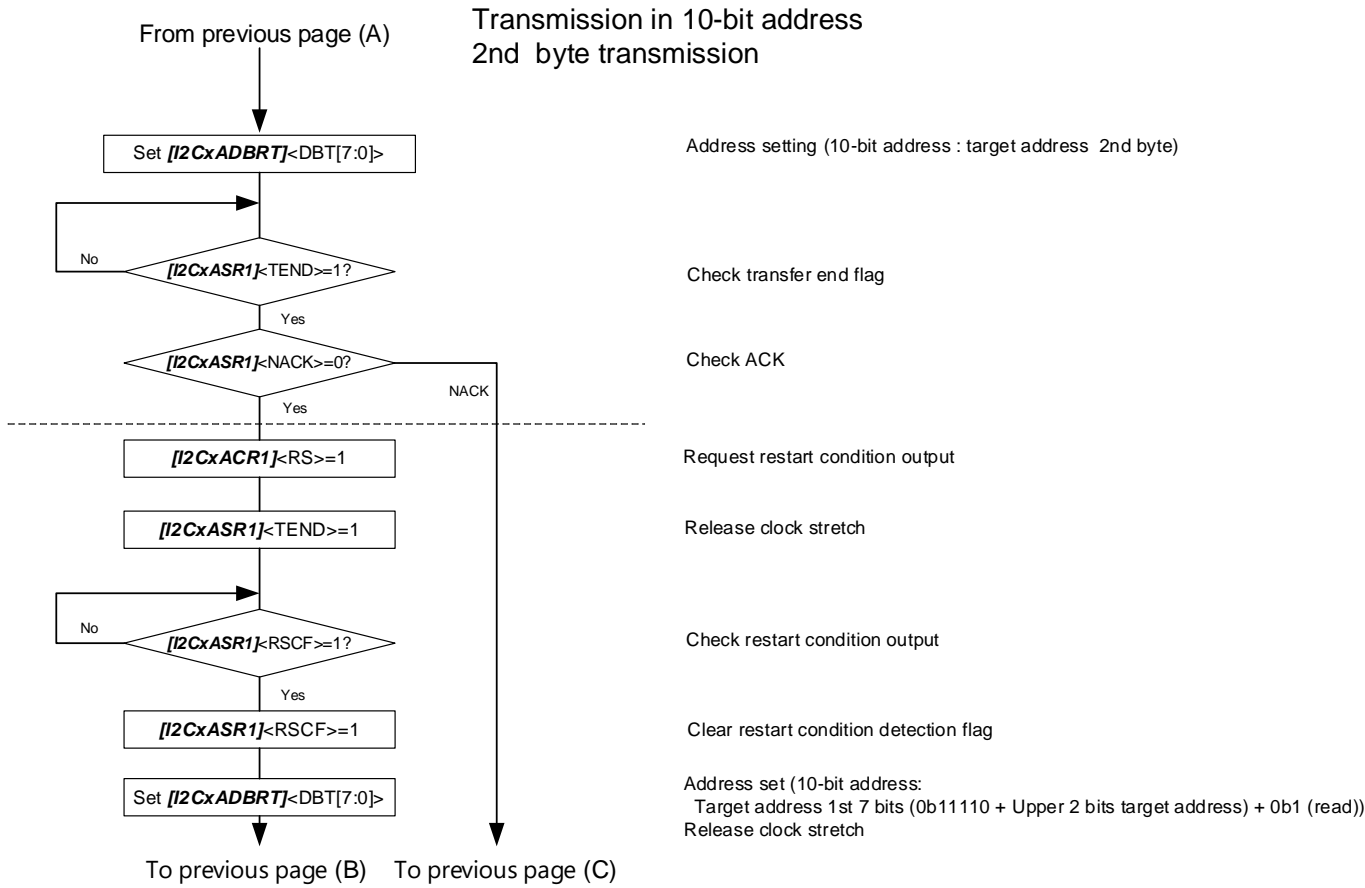 Transmission in 10-bit address
2nd byte transmission
From previous page (A)
Set [I2CxADBRT]<DBT[7:0]>
Address setting (10-bit address : target address 2nd byte)
No
[I2CxASR1]<TEND>=1?
Check transfer end flag
Yes
[I2CxASR1]<NACK>=0?
Check ACK
NACK
Yes
[I2CxACR1]<RS>=1
Request restart condition output
[I2CxASR1]<TEND>=1
Release clock stretch
No
[I2CxASR1]<RSCF>=1?
Check restart condition output
Yes
[I2CxASR1]<RSCF>=1
Clear restart condition detection flag
Set [I2CxADBRT]<DBT[7:0]>
Address set (10-bit address:
Target address 1st 7 bits (0b11110 + Upper 2 bits target address) + 0b1 (read))
Release clock stretch
To previous page (B)
To previous page (C)